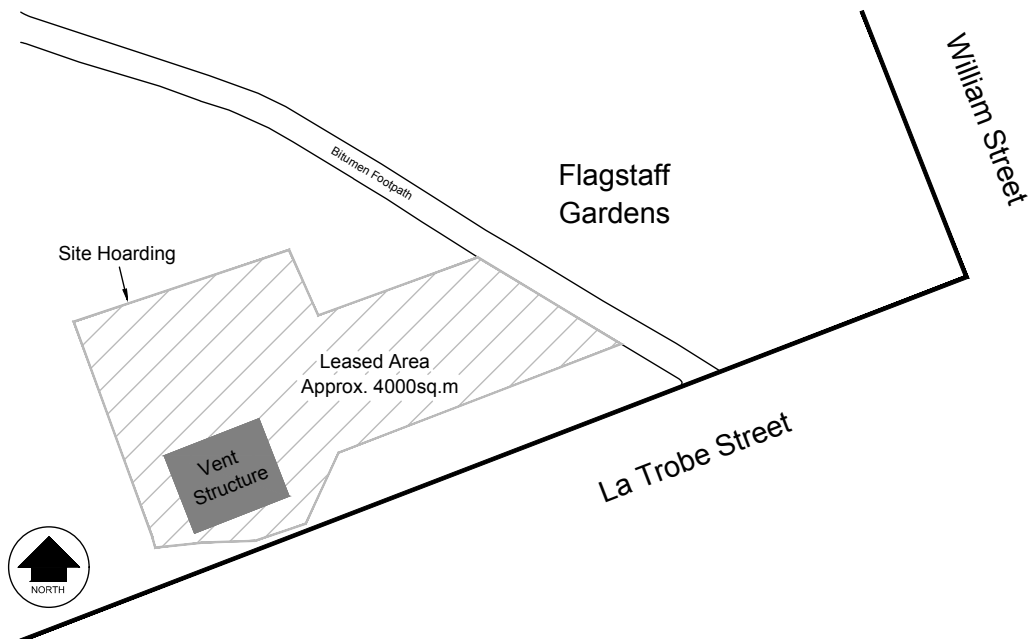 William Street
Bitumen Footpath
Flagstaff
Gardens
Site Hoarding
Leased Area
Approx. 4000sq.m
Vent
Structure
La Trobe Street
NORTH